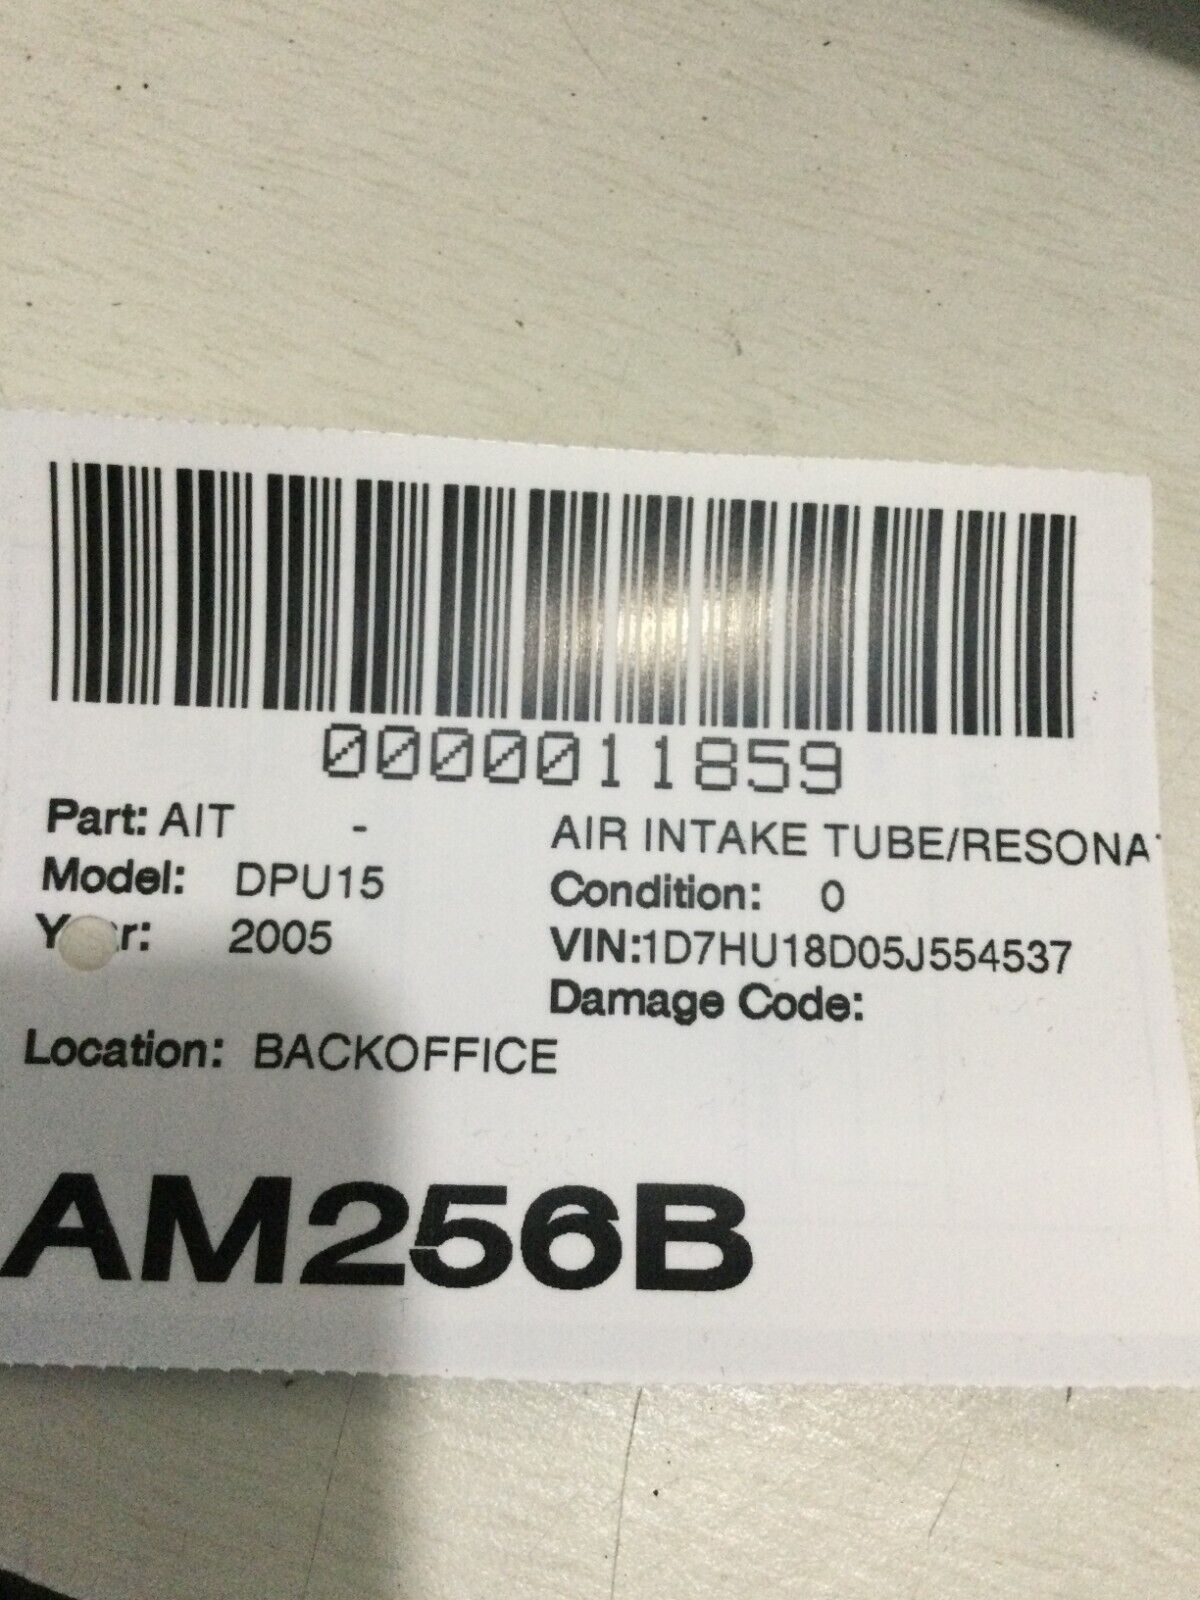 0000011859
Part: AIT - AIR INTAKE TUBE/RESONA
Model: DPU15 Condition: 0
Year: 2005 VIN:1D7HU18D05J554537
Damage Code:
Location: BACKOFFICE
AM256B